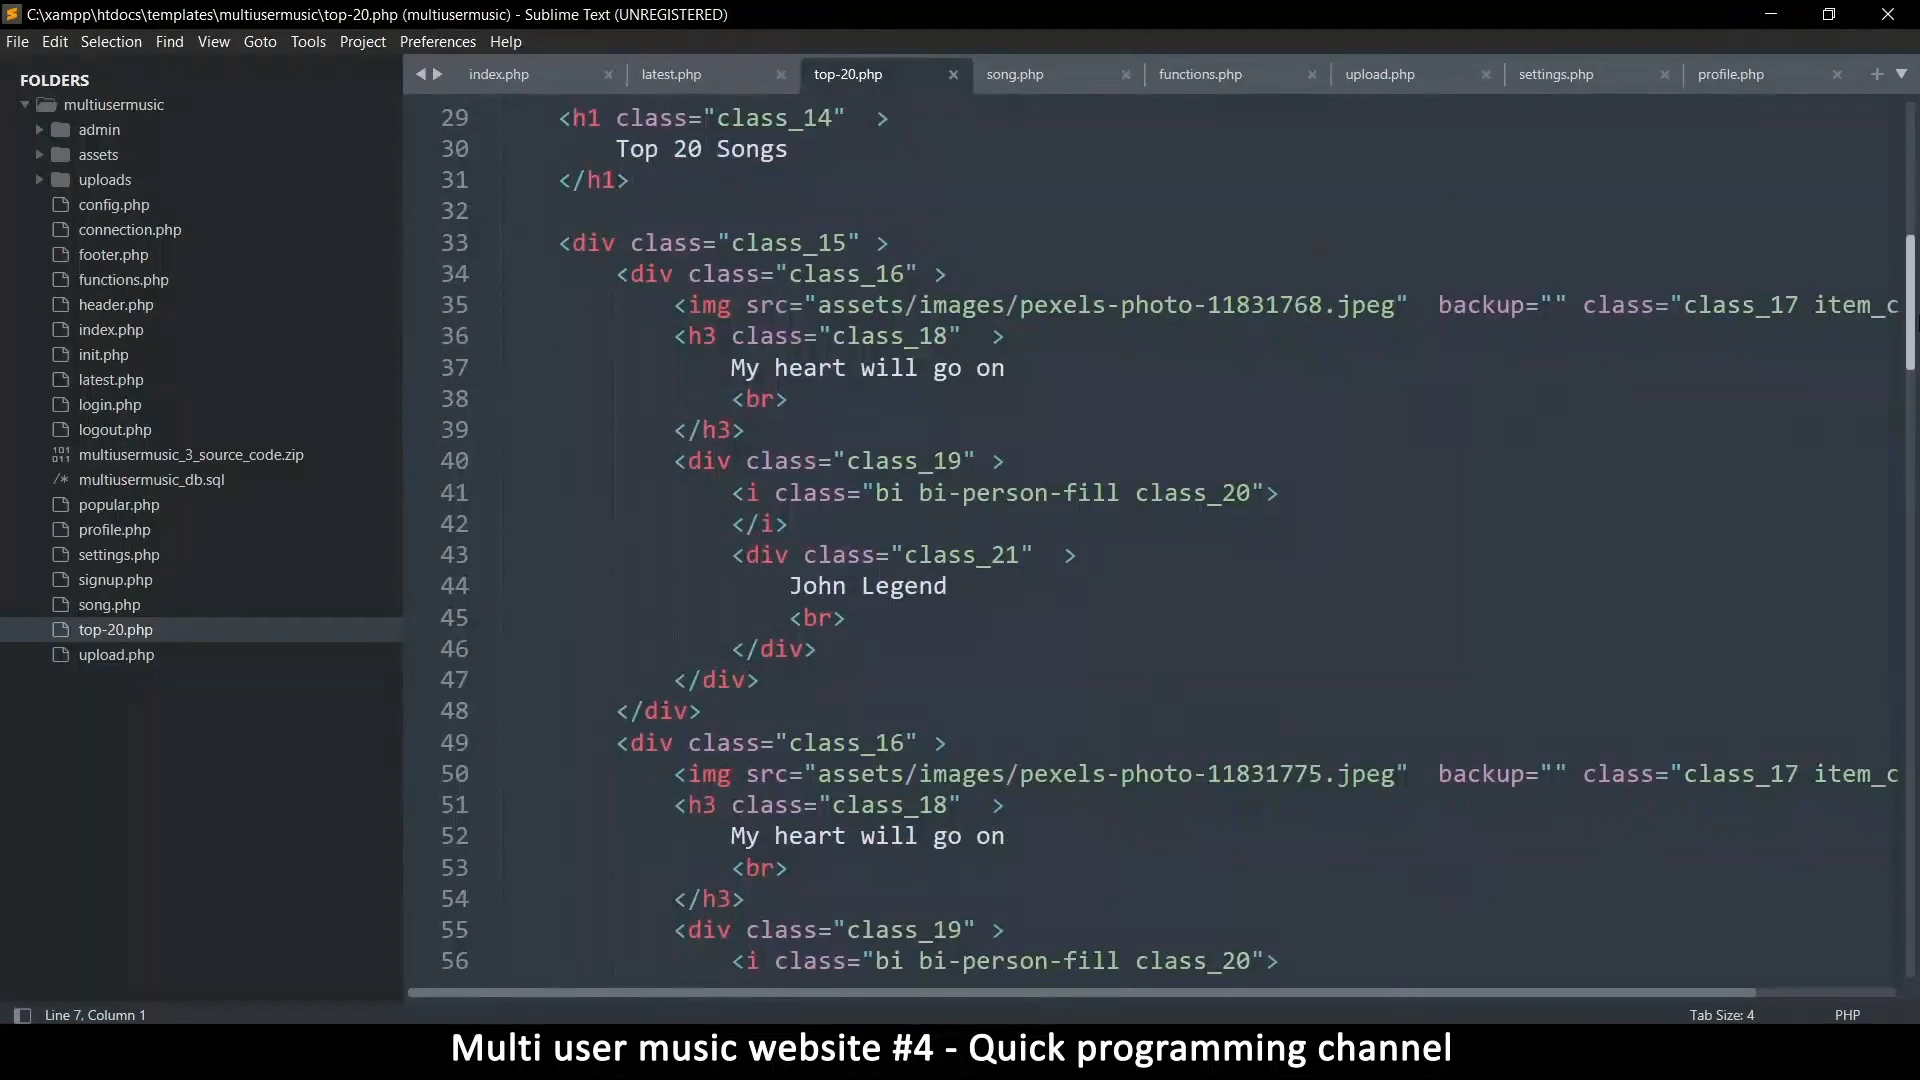 C:\xampp\htdocs\templates\multiusermusic\top-20.php (multiusermusic) - Sublime Text (UNREGISTERED)
File Edit Selection Find View Goto Tools Project Preferences Help
FOLDERS
multiusermusic
admin
assets
uploads
config.php
connection.php
footer.php
functions.php
header.php
index.php
init.php
latest.php
login.php
logout.php
multiusermusic_3_source_code.zip
/* multiusermusic_db.sql
popular.php
profile.php
settings.php
signup.php
song.php
top-20.php
upload.php
index.php × latest.php × top-20.php × song.php × functions.php × upload.php × settings.php × profile.php × +
29 <h1 class="class_14"  >
30 Top 20 Songs
31 </h1>
32
33 <div class="class_15" >
34 <div class="class_16" >
35 <img src="assets/images/pexels-photo-11831768.jpeg"  backup="" class="class_17 item_c
36 <h3 class="class_18"  >
37 My heart will go on
38 <br>
39 </h3>
40 <div class="class_19" >
41 <i class="bi bi-person-fill class_20">
42 </i>
43 <div class="class_21"  >
44 John Legend
45 <br>
46 </div>
47 </div>
48 </div>
49 <div class="class_16" >
50 <img src="assets/images/pexels-photo-11831775.jpeg"  backup="" class="class_17 item_c
51 <h3 class="class_18"  >
52 My heart will go on
53 <br>
54 </h3>
55 <div class="class_19" >
56 <i class="bi bi-person-fill class_20">
Line 7, Column 1
Tab Size: 4
PHP
Multi user music website #4 - Quick programming channel